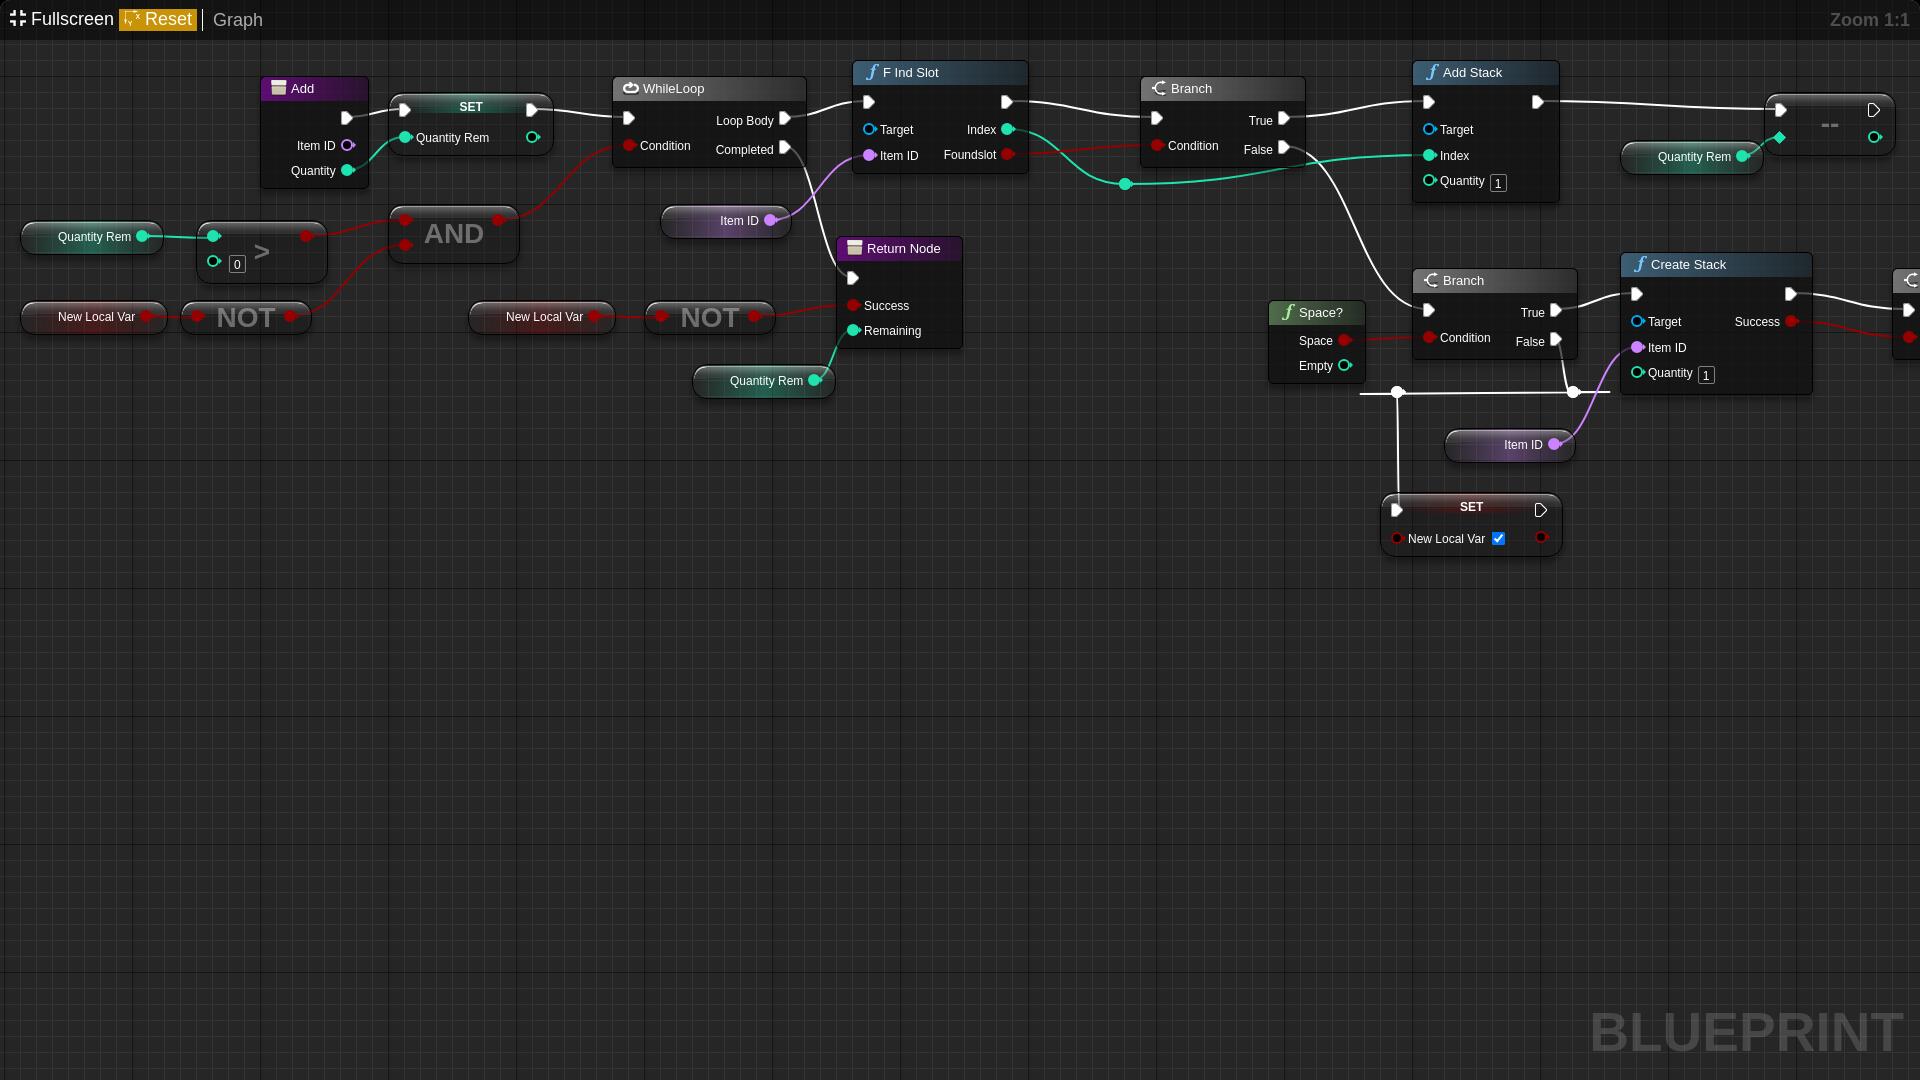 Fullscreen Reset Graph Zoom 1:1
Add
Item ID
Quantity
SET
Quantity Rem
WhileLoop
Loop Body
Condition
Completed
F Ind Slot
Target
Index
Item ID
Foundslot
Branch
True
Condition
False
Add Stack
Target
Index
Quantity 1
Quantity Rem
--
Quantity Rem
>
0
AND
New Local Var
NOT
Item ID
New Local Var
NOT
Return Node
Success
Remaining
Quantity Rem
Space?
Space
Empty
Branch
True
Condition
False
Create Stack
Target
Success
Item ID
Quantity 1
Item ID
SET
New Local Var
BLUEPRINT